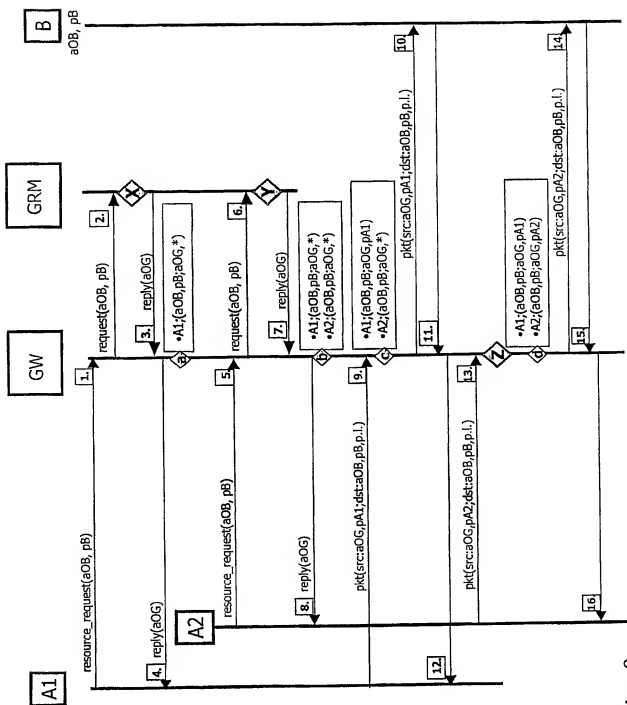 A1
A2
GW
GRM
B
aOB, pB
resource_request(aOB, pB)
1.
request(aOB, pB)
2.
X
3.
reply(aOG)
4.
reply(aOG)
a
•A1;(aOB,pB;aOG,*)
resource_request(aOB, pB)
5.
request(aOB, pB)
6.
Y
7.
reply(aOG)
8.
reply(aOG)
b
•A1;(aOB,pB;aOG,*)
•A2;(aOB,pB;aOG,*)
pkt(src:aOG,pA1;dst:aOB,pB,p.l.)
9.
c
•A1;(aOB,pB;aOG,pA1)
•A2;(aOB,pB;aOG,*)
pkt(src:aOG,pA1;dst:aOB,pB,p.l.)
10.
11.
12.
pkt(src:aOG,pA2;dst:aOB,pB,p.l.)
13.
Z
d
•A1;(aOB,pB;aOG,pA1)
•A2;(aOB,pB;aOG,pA2)
pkt(src:aOG,pA2;dst:aOB,pB,p.l.)
14.
15.
16.